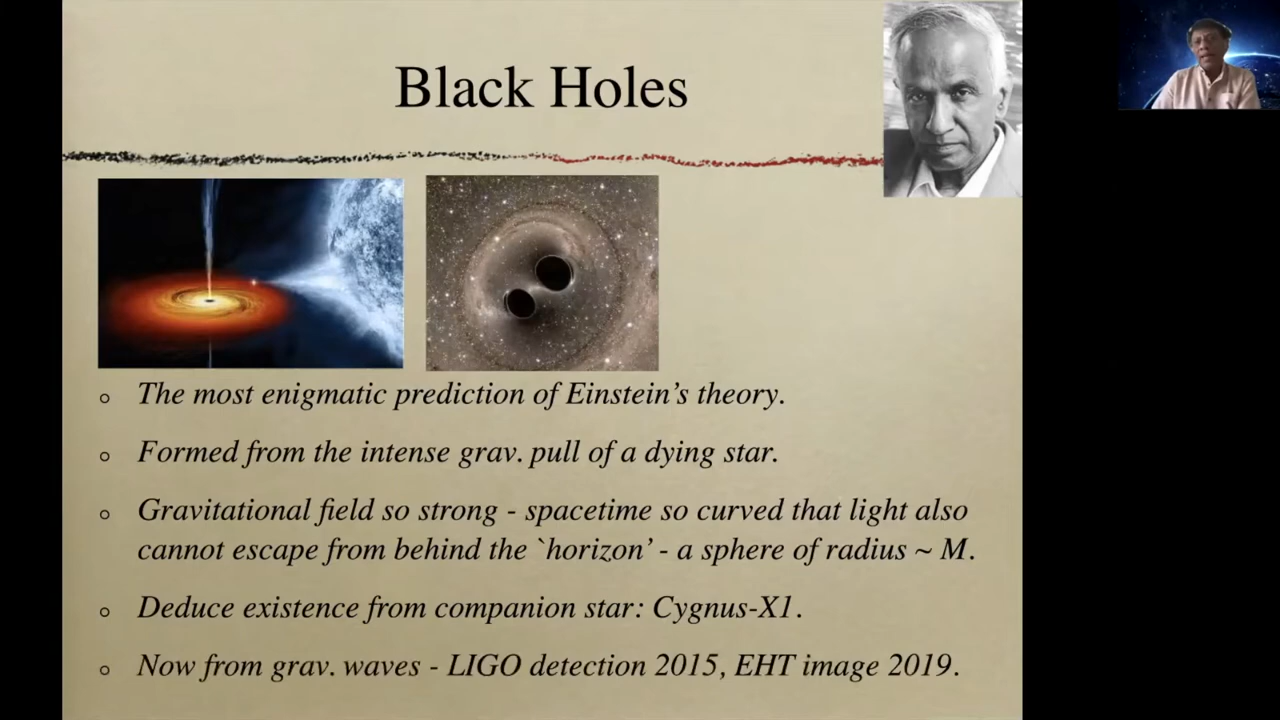 Black Holes
The most enigmatic prediction of Einstein’s theory.
Formed from the intense grav. pull of a dying star.
Gravitational field so strong - spacetime so curved that light also
cannot escape from behind the `horizon’ - a sphere of radius ~ M.
Deduce existence from companion star: Cygnus-X1.
Now from grav. waves - LIGO detection 2015, EHT image 2019.